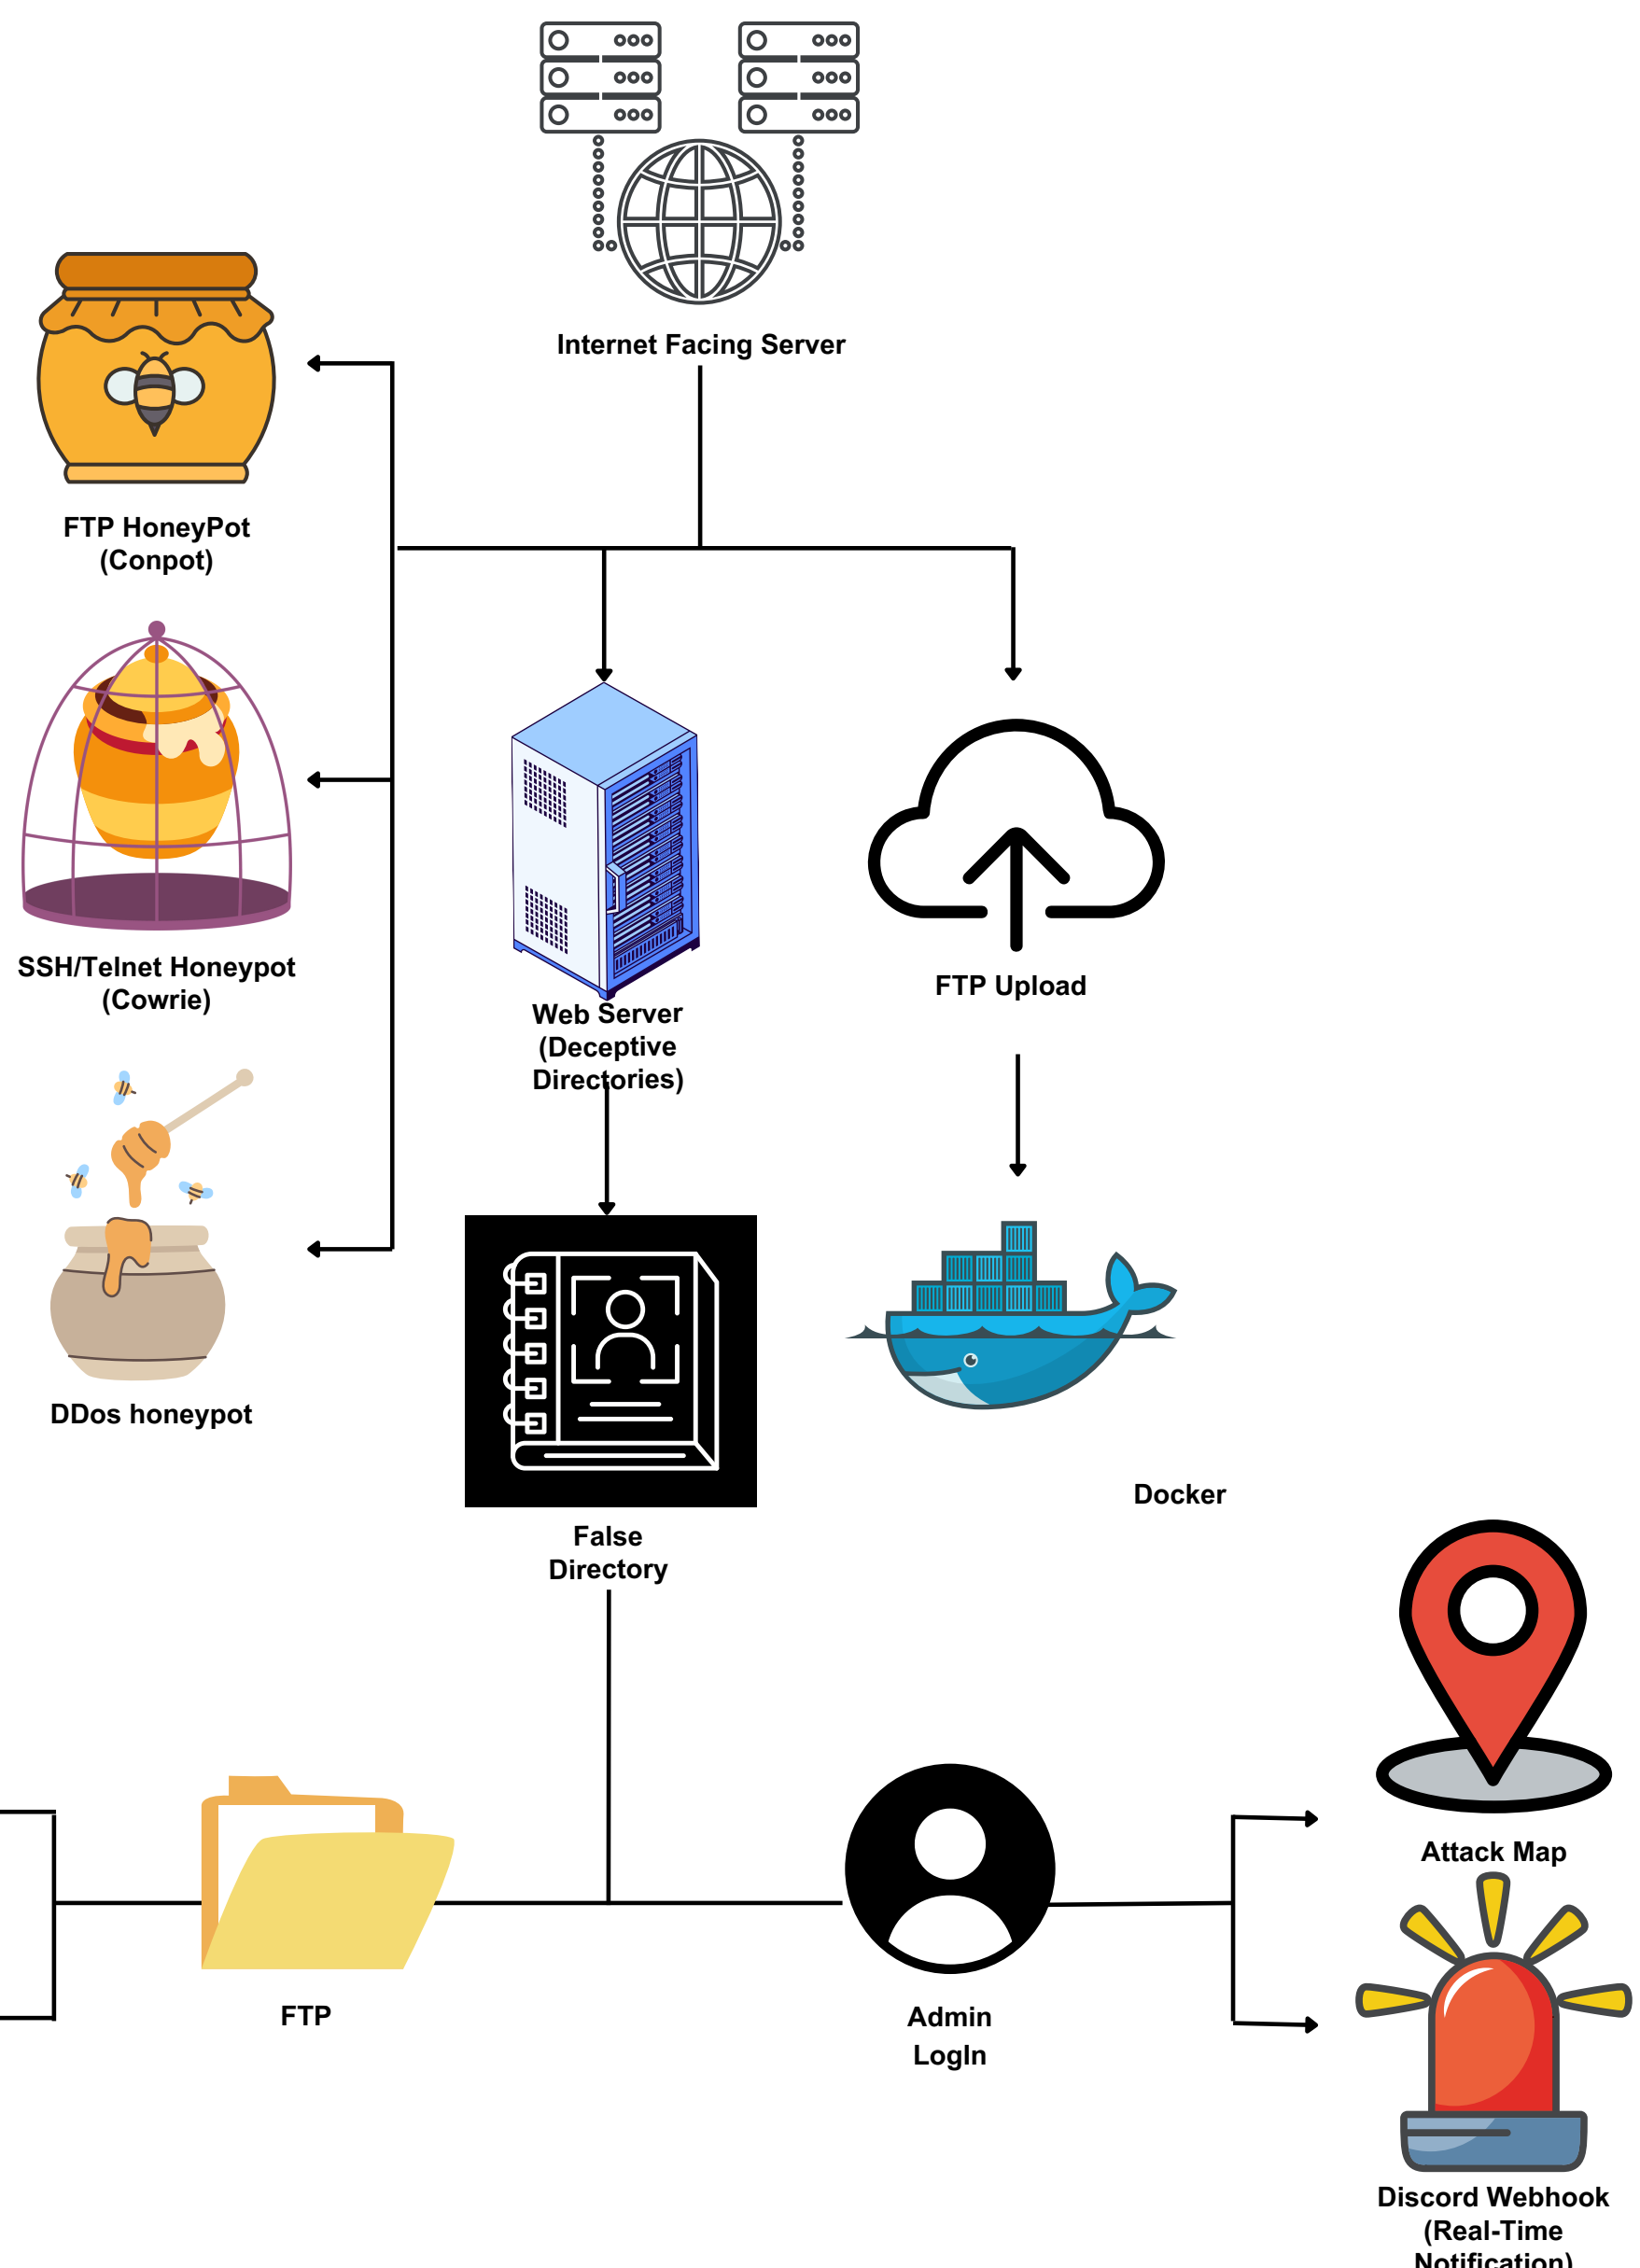 Internet Facing Server
FTP HoneyPot
(Conpot)
SSH/Telnet Honeypot
(Cowrie)
Web Server
(Deceptive
Directories)
FTP Upload
DDos honeypot
Docker
False
Directory
Attack Map
FTP
Admin
LogIn
Discord Webhook
(Real-Time
Notification)